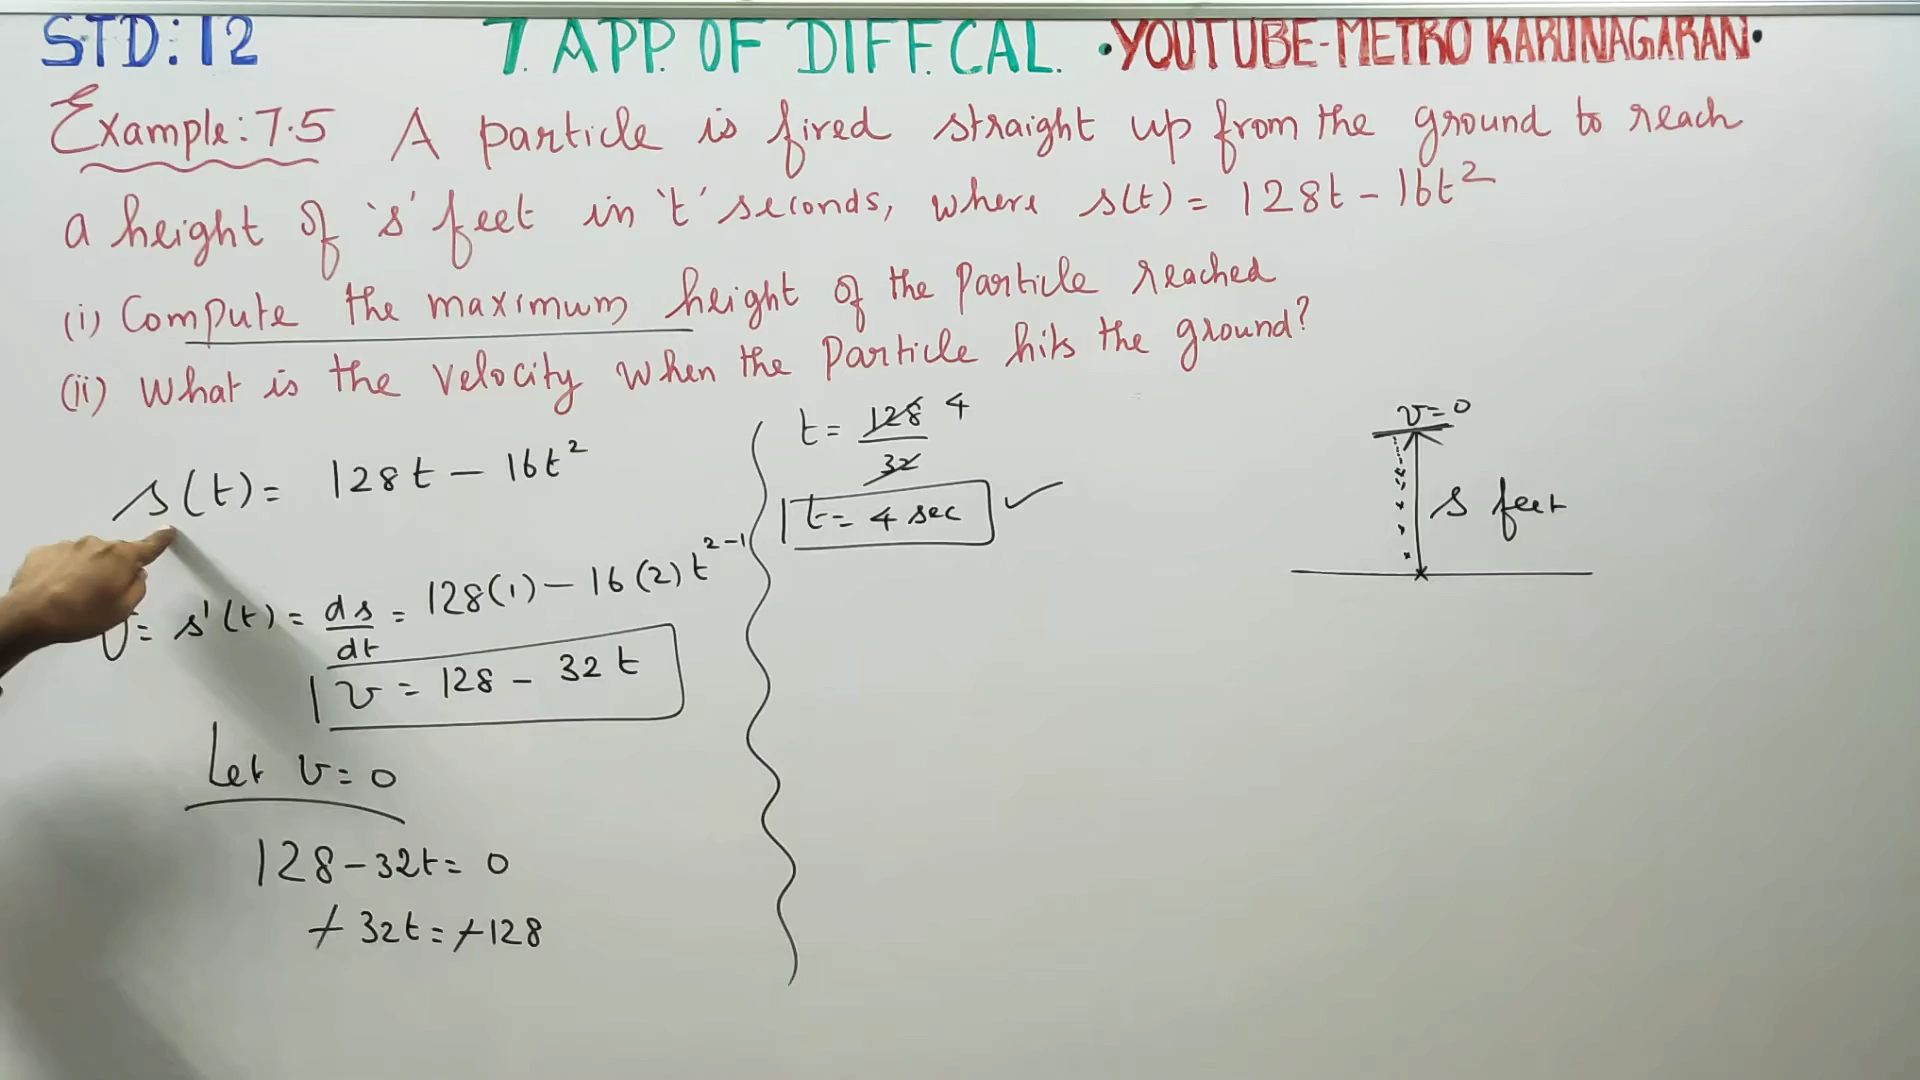 STD: 12 7. APP. OF DIFF. CAL. •YOUTUBE-METRO KARUNAGARAN•
Example: 7.5 A particle is fired straight up from the ground to reach
a height of 's' feet in 't' seconds, where s(t) = 128t - 16t²
(i) Compute the maximum height of the particle reached
(ii) What is the velocity when the particle hits the ground?
s(t) = 128t - 16t²
v = s'(t) = ds/dt = 128(1) - 16(2)t²⁻¹
v = 128 - 32t
Let v = 0
128 - 32t = 0
- 32t = - 128
t = 128/32 4
t = 4 sec ✓
v = 0
s feet